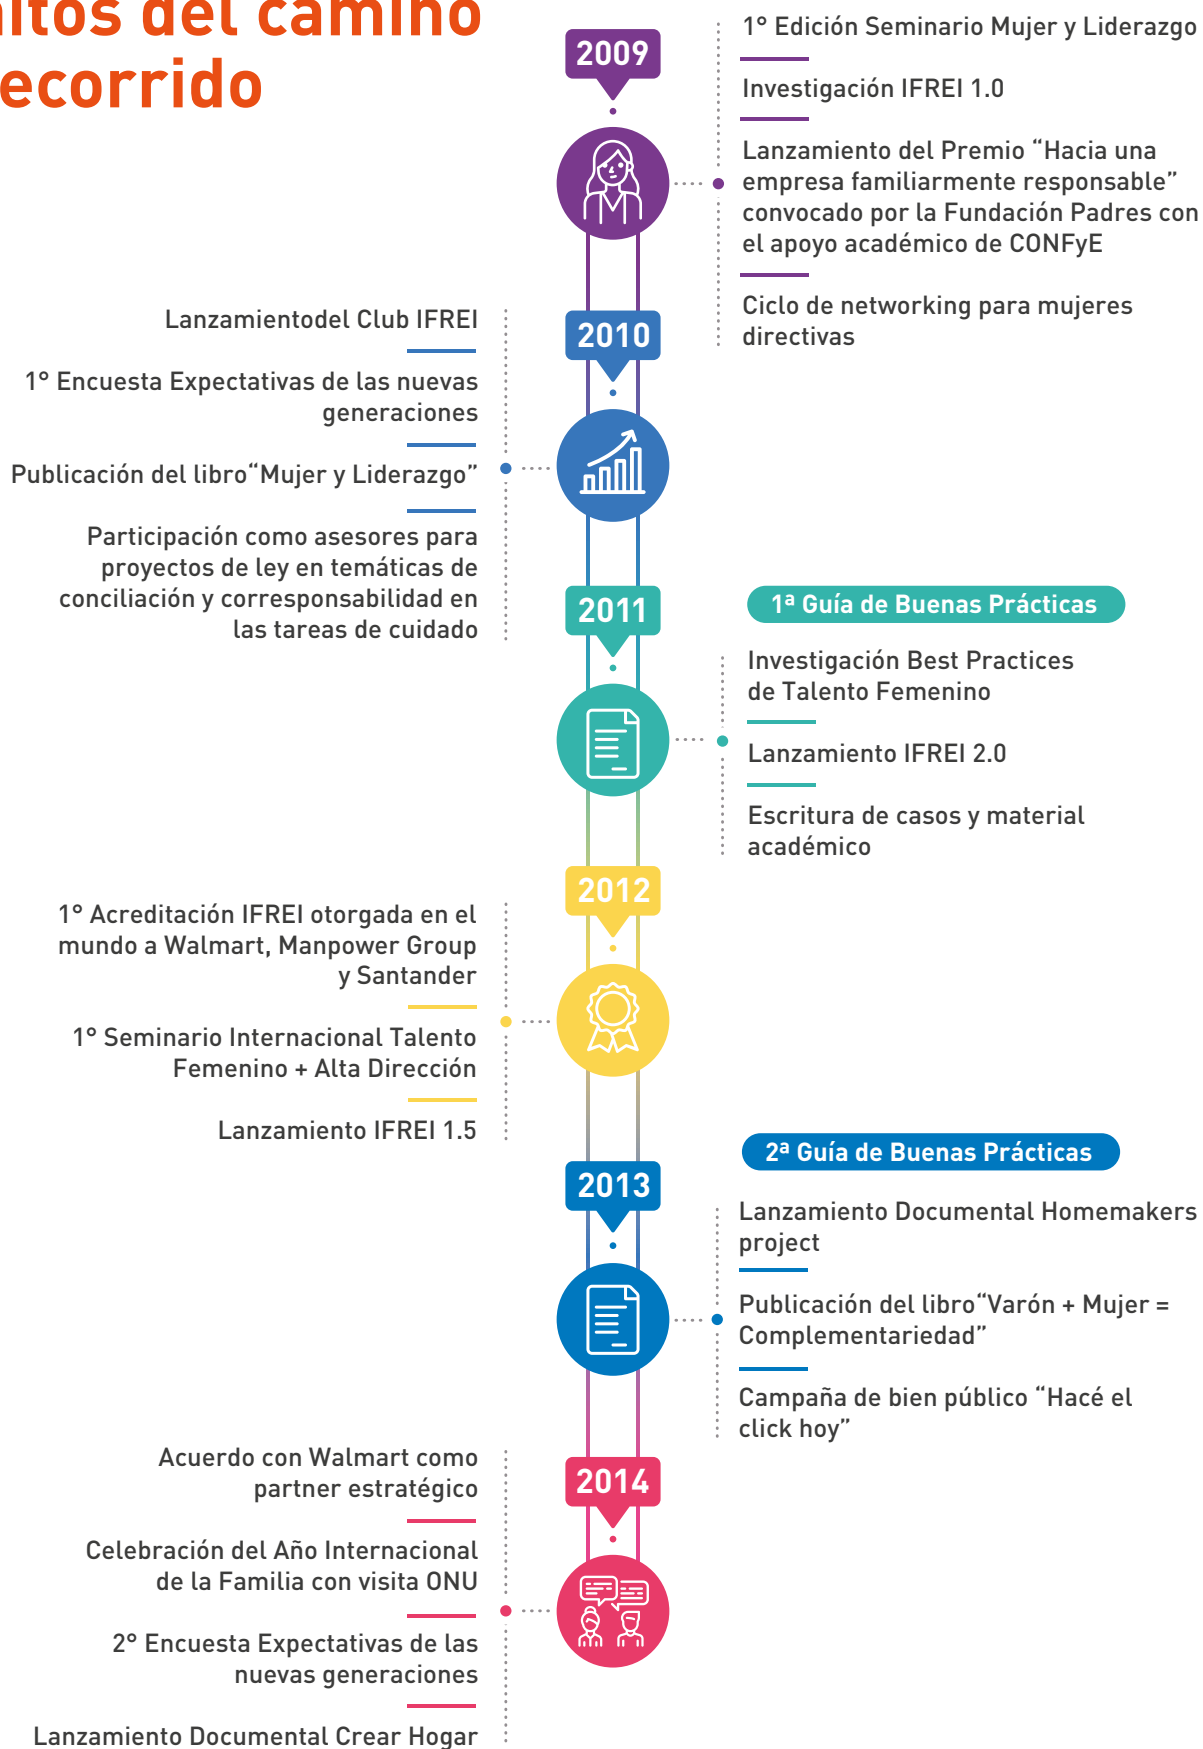 itos del camino
ecorrido
2009
1° Edición Seminario Mujer y Liderazgo
Investigación IFREI 1.0
Lanzamiento del Premio “Hacia una
empresa familiarmente responsable”
convocado por la Fundación Padres con
el apoyo académico de CONFyE
Ciclo de networking para mujeres
directivas
2010
Lanzamientodel Club IFREI
1° Encuesta Expectativas de las nuevas
generaciones
Publicación del libro“Mujer y Liderazgo”
Participación como asesores para
proyectos de ley en temáticas de
conciliación y corresponsabilidad en
las tareas de cuidado
2011
1ª Guía de Buenas Prácticas
Investigación Best Practices
de Talento Femenino
Lanzamiento IFREI 2.0
Escritura de casos y material
académico
2012
1° Acreditación IFREI otorgada en el
mundo a Walmart, Manpower Group
y Santander
1° Seminario Internacional Talento
Femenino + Alta Dirección
Lanzamiento IFREI 1.5
2013
2ª Guía de Buenas Prácticas
Lanzamiento Documental Homemakers
project
Publicación del libro“Varón + Mujer =
Complementariedad”
Campaña de bien público “Hacé el
click hoy”
2014
Acuerdo con Walmart como
partner estratégico
Celebración del Año Internacional
de la Familia con visita ONU
2° Encuesta Expectativas de las
nuevas generaciones
Lanzamiento Documental Crear Hogar